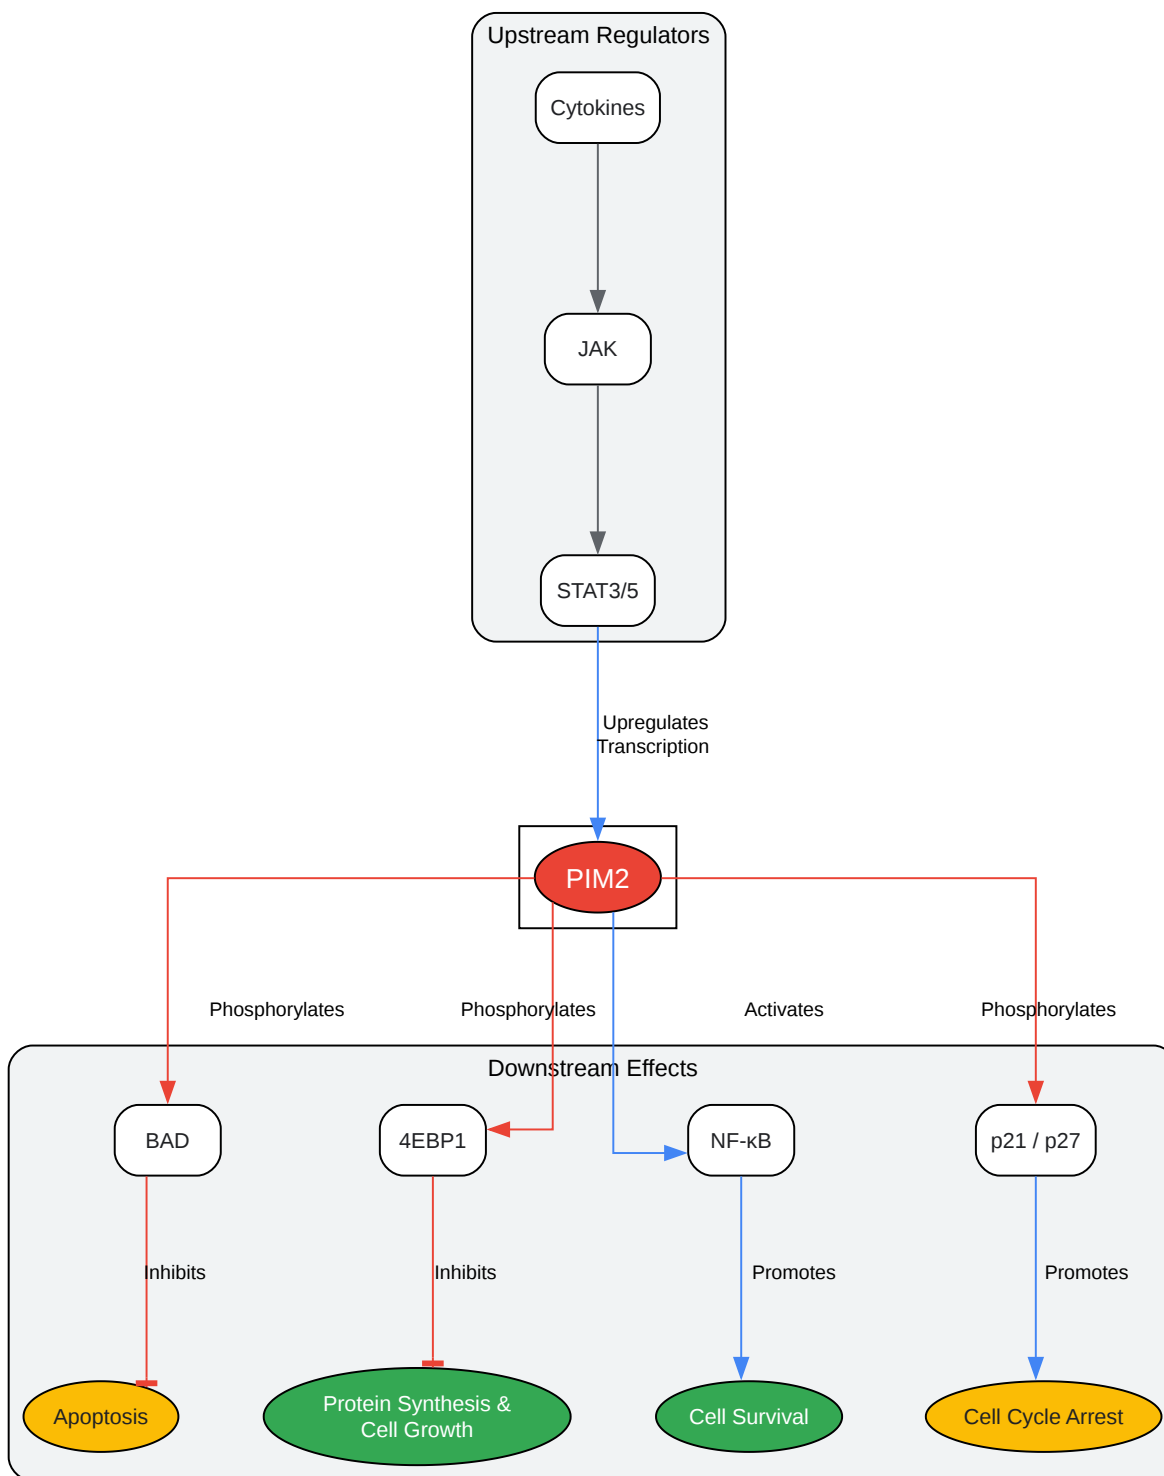 Upstream Regulators
Cytokines
JAK
STAT3/5
Upregulates
Transcription
PIM2
Phosphorylates
Phosphorylates
Activates
Phosphorylates
Downstream Effects
BAD
4EBP1
NF-κB
p21 / p27
Inhibits
Inhibits
Promotes
Promotes
Apoptosis
Protein Synthesis &
Cell Growth
Cell Survival
Cell Cycle Arrest